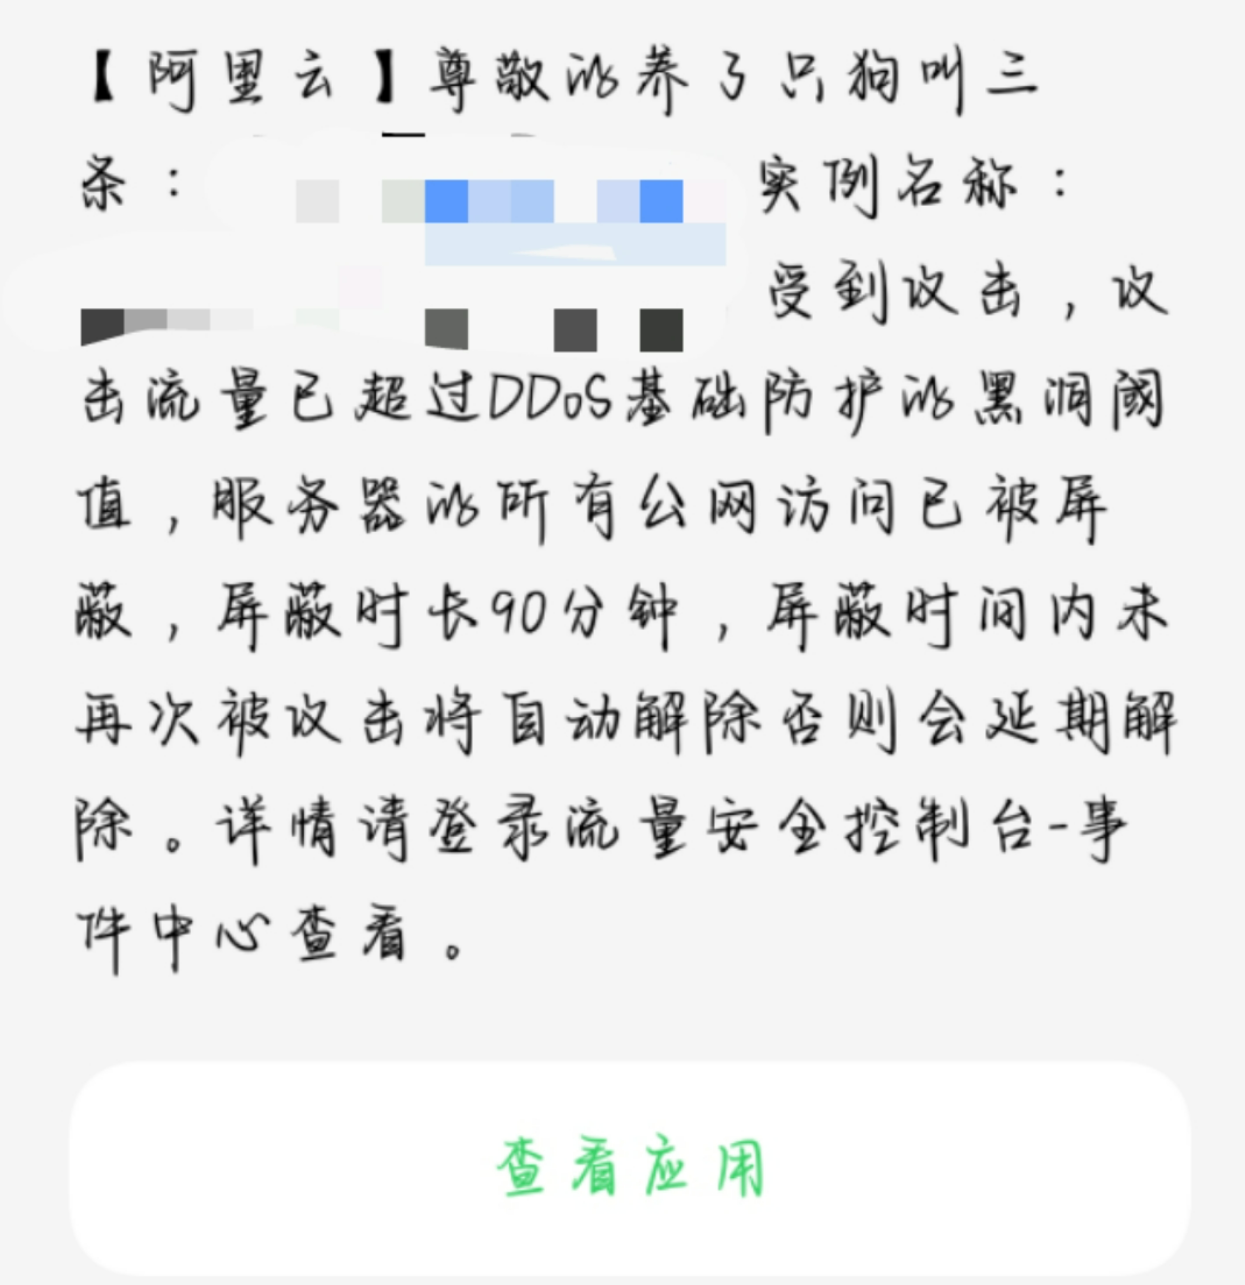 【阿里云】尊敬的养了只狗叫三
条：实例名称：
受到攻击，攻
击流量已超过DDoS基础防护的黑洞阈
值，服务器的所有公网访问已被屏
蔽，屏蔽时长90分钟，屏蔽时间内未
再次被攻击将自动解除否则会延期解
除。详情请登录流量安全控制台-事
件中心查看。
查看应用